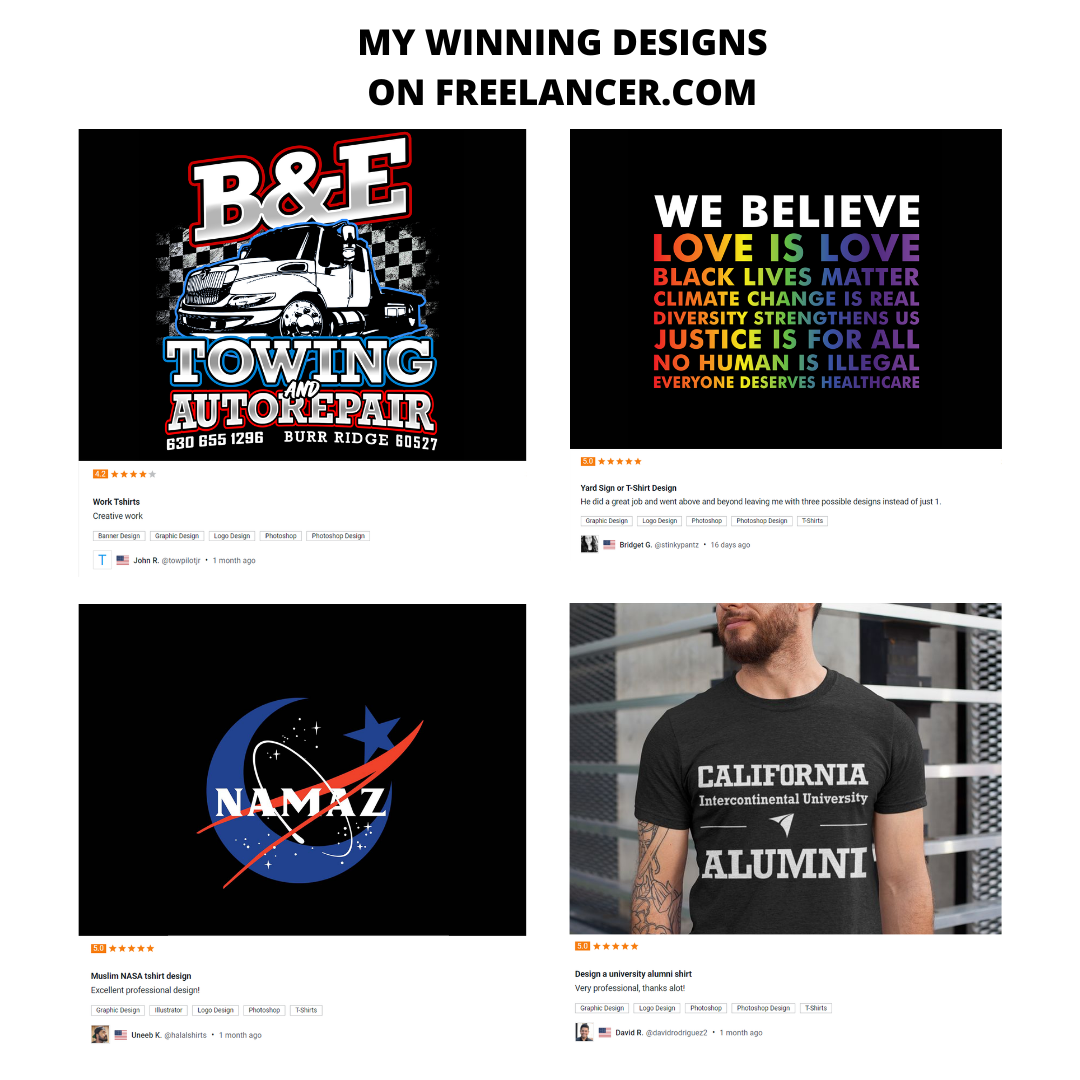 MY WINNING DESIGNS
ON FREELANCER.COM
B&E
TOWING
AND
AUTOREPAIR
630 655 1296 BURR RIDGE 60527
4.2
Work Tshirts
Creative work
Banner Design Graphic Design Logo Design Photoshop Photoshop Design
T John R. @towpilotjr • 1 month ago
WE BELIEVE
LOVE IS LOVE
BLACK LIVES MATTER
CLIMATE CHANGE IS REAL
DIVERSITY STRENGTHENS US
JUSTICE IS FOR ALL
NO HUMAN IS ILLEGAL
EVERYONE DESERVES HEALTHCARE
5.0
Yard Sign or T-Shirt Design
He did a great job and went above and beyond leaving me with three possible designs instead of just 1.
Graphic Design Logo Design Photoshop Photoshop Design T-Shirts
Bridget G. @stinkypantz • 16 days ago
NAMAZ
5.0
Muslim NASA tshirt design
Excellent professional design!
Graphic Design Illustrator Logo Design Photoshop T-Shirts
Uneeb K. @halalshirts • 1 month ago
CALIFORNIA
Intercontinental University
ALUMNI
5.0
Design a university alumni shirt
Very professional, thanks alot!
Graphic Design Logo Design Photoshop Photoshop Design T-Shirts
David R. @davidrodriguez2 • 1 month ago